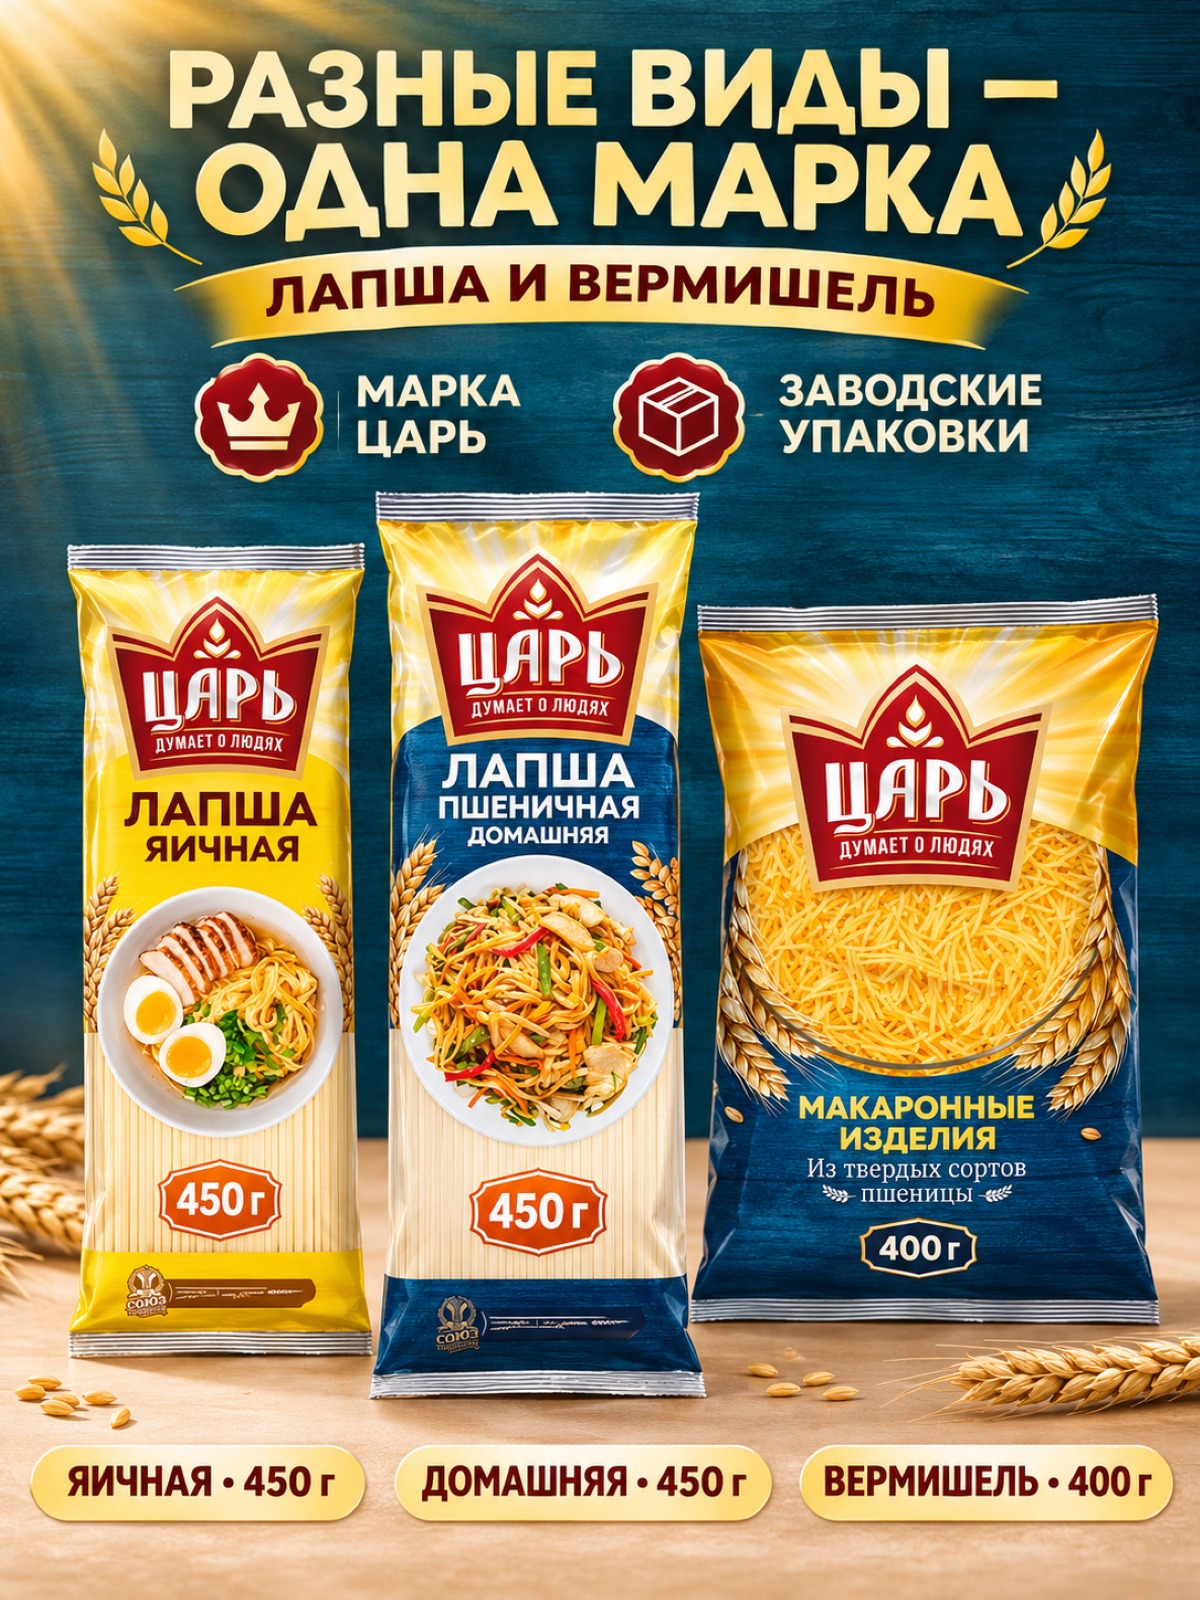 РАЗНЫЕ ВИДЫ —
ОДНА МАРКА
ЛАПША И ВЕРМИШЕЛЬ
МАРКА
ЦАРЬ
ЗАВОДСКИЕ
УПАКОВКИ
ЦАРЬ
ДУМАЕТ О ЛЮДЯХ
ЛАПША
ЯИЧНАЯ
450 г
СОЮЗ
ЦАРЬ
ДУМАЕТ О ЛЮДЯХ
ЛАПША
ПШЕНИЧНАЯ
ДОМАШНЯЯ
450 г
СОЮЗ
ЦАРЬ
ДУМАЕТ О ЛЮДЯХ
МАКАРОННЫЕ
ИЗДЕЛИЯ
Из твердых сортов
пшеницы
400 г
ЯИЧНАЯ • 450 г
ДОМАШНЯЯ • 450 г
ВЕРМИШЕЛЬ • 400 г